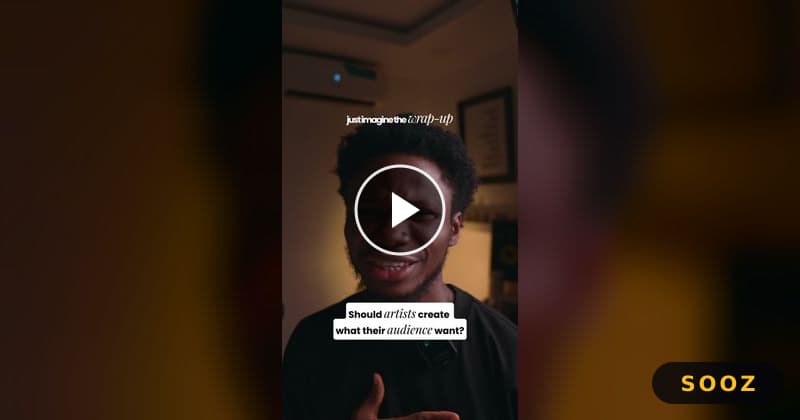 just imagine the wrap-up
Should artists create
what their audience want?
SOOZ